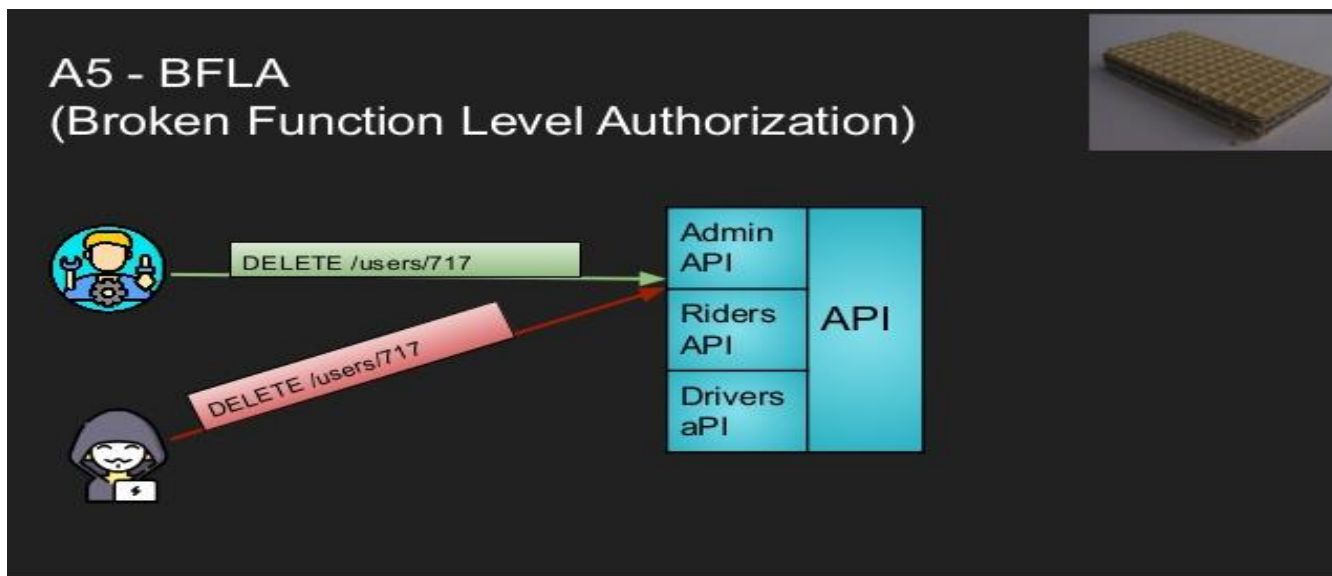 A5 - BFLA
(Broken Function Level Authorization)
DELETE /users/717
DELETE /users/717
Admin
API
Riders
API
Drivers
aPI
API